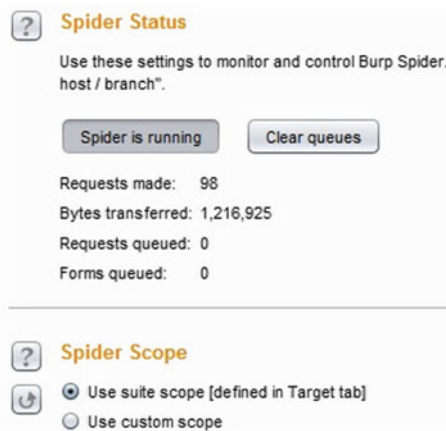 ? Spider Status
Use these settings to monitor and control Burp Spider.
host / branch".
Spider is running Clear queues
Requests made: 98
Bytes transferred: 1,216,925
Requests queued: 0
Forms queued: 0
? Spider Scope
Use suite scope [defined in Target tab]
Use custom scope